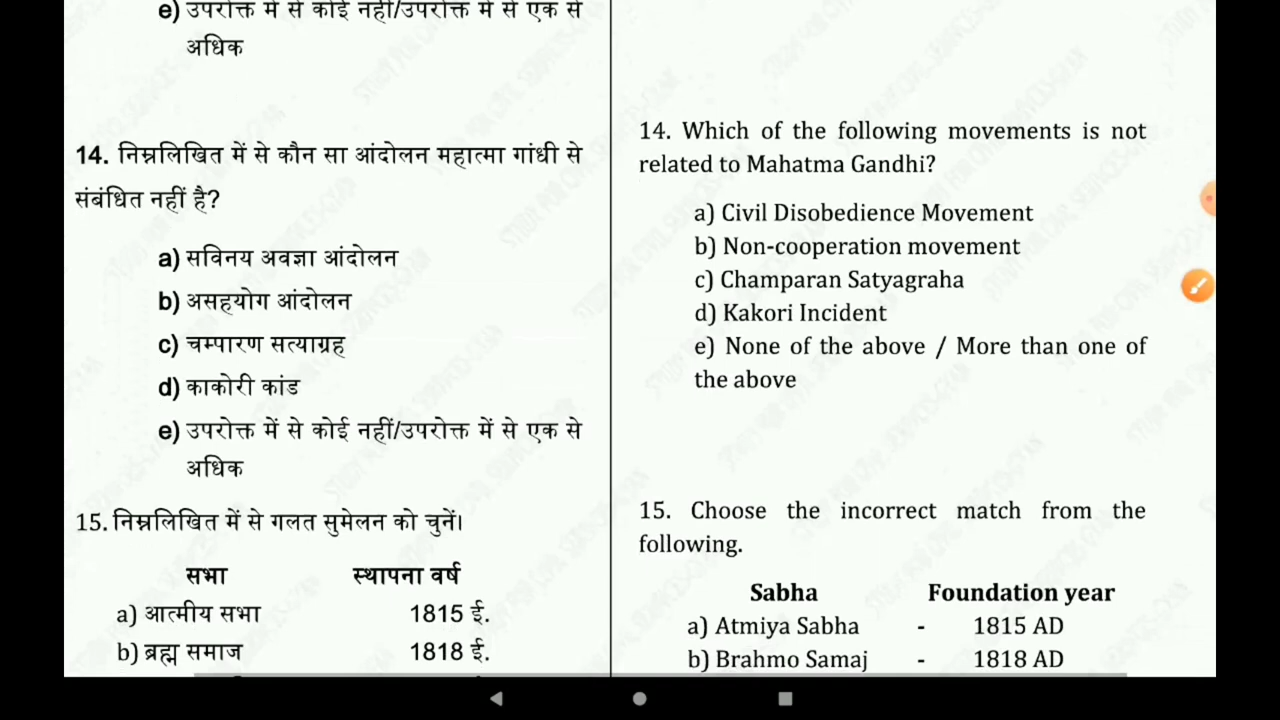 e) उपरोक्त में से कोई नहीं/उपरोक्त में से एक से
अधिक
14. निम्नलिखित में से कौन सा आंदोलन महात्मा गांधी से
संबंधित नहीं है?
a) सविनय अवज्ञा आंदोलन
b) असहयोग आंदोलन
c) चम्पारण सत्याग्रह
d) काकोरी कांड
e) उपरोक्त में से कोई नहीं/उपरोक्त में से एक से
अधिक
15. निम्नलिखित में से गलत सुमेलन को चुनें।
सभा स्थापना वर्ष
a) आत्मीय सभा 1815 ई.
b) ब्रह्म समाज 1818 ई.
14. Which of the following movements is not
related to Mahatma Gandhi?
a) Civil Disobedience Movement
b) Non-cooperation movement
c) Champaran Satyagraha
d) Kakori Incident
e) None of the above / More than one of
the above
15. Choose the incorrect match from the
following.
Sabha Foundation year
a) Atmiya Sabha - 1815 AD
b) Brahmo Samaj - 1818 AD